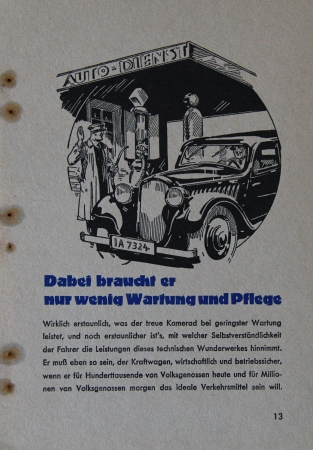 AUTO-DIENST
IA 7324
Dabei braucht er
nur wenig Wartung und Pflege
Wirklich erstaunlich, was der treue Kamerad bei geringster Wartung
leistet, und noch erstaunlicher ist's, mit welcher Selbstverständlichkeit
der Fahrer die Leistungen dieses technischen Wunderwerkes hinnimmt.
Er muß eben so sein, der Kraftwagen, wirtschaftlich und betriebssicher,
wenn er für Hunderttausende von Volksgenossen heute und für Millio-
nen von Volksgenossen morgen das ideale Verkehrsmittel sein will.
13